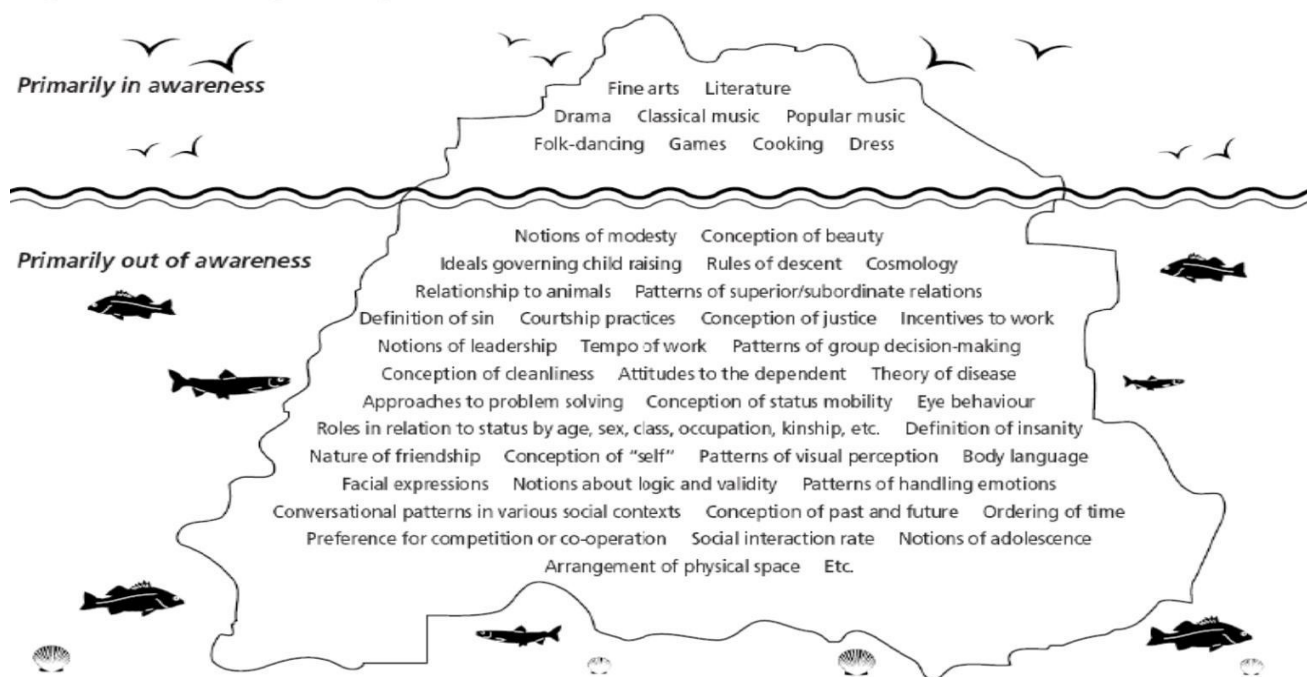 Primarily in awareness
Fine arts Literature
Drama Classical music Popular music
Folk-dancing Games Cooking Dress
Primarily out of awareness
Notions of modesty Conception of beauty
Ideals governing child raising Rules of descent Cosmology
Relationship to animals Patterns of superior/subordinate relations
Definition of sin Courtship practices Conception of justice Incentives to work
Notions of leadership Tempo of work Patterns of group decision-making
Conception of cleanliness Attitudes to the dependent Theory of disease
Approaches to problem solving Conception of status mobility Eye behaviour
Roles in relation to status by age, sex, class, occupation, kinship, etc. Definition of insanity
Nature of friendship Conception of “self” Patterns of visual perception Body language
Facial expressions Notions about logic and validity Patterns of handling emotions
Conversational patterns in various social contexts Conception of past and future Ordering of time
Preference for competition or co-operation Social interaction rate Notions of adolescence
Arrangement of physical space Etc.